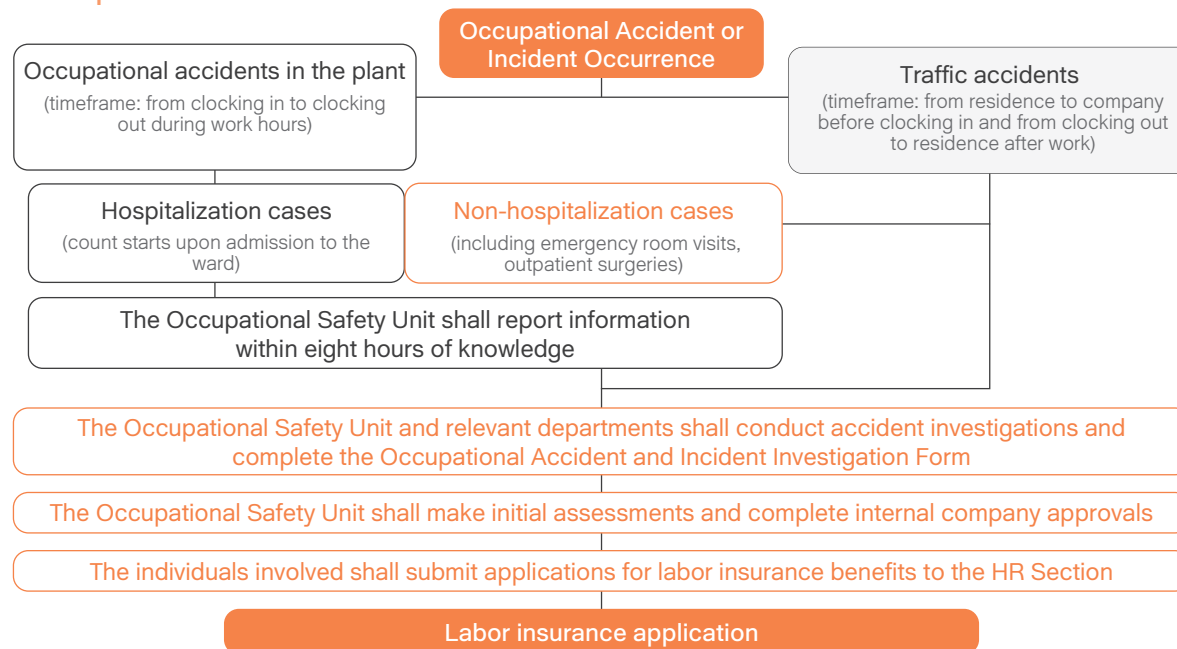 Occupational Accident or
Incident Occurrence
Occupational accidents in the plant
(timeframe: from clocking in to clocking
out during work hours)
Traffic accidents
(timeframe: from residence to company
before clocking in and from clocking out
to residence after work)
Hospitalization cases
(count starts upon admission to the
ward)
Non-hospitalization cases
(including emergency room visits,
outpatient surgeries)
The Occupational Safety Unit shall report information
within eight hours of knowledge
The Occupational Safety Unit and relevant departments shall conduct accident investigations and
complete the Occupational Accident and Incident Investigation Form
The Occupational Safety Unit shall make initial assessments and complete internal company approvals
The individuals involved shall submit applications for labor insurance benefits to the HR Section
Labor insurance application